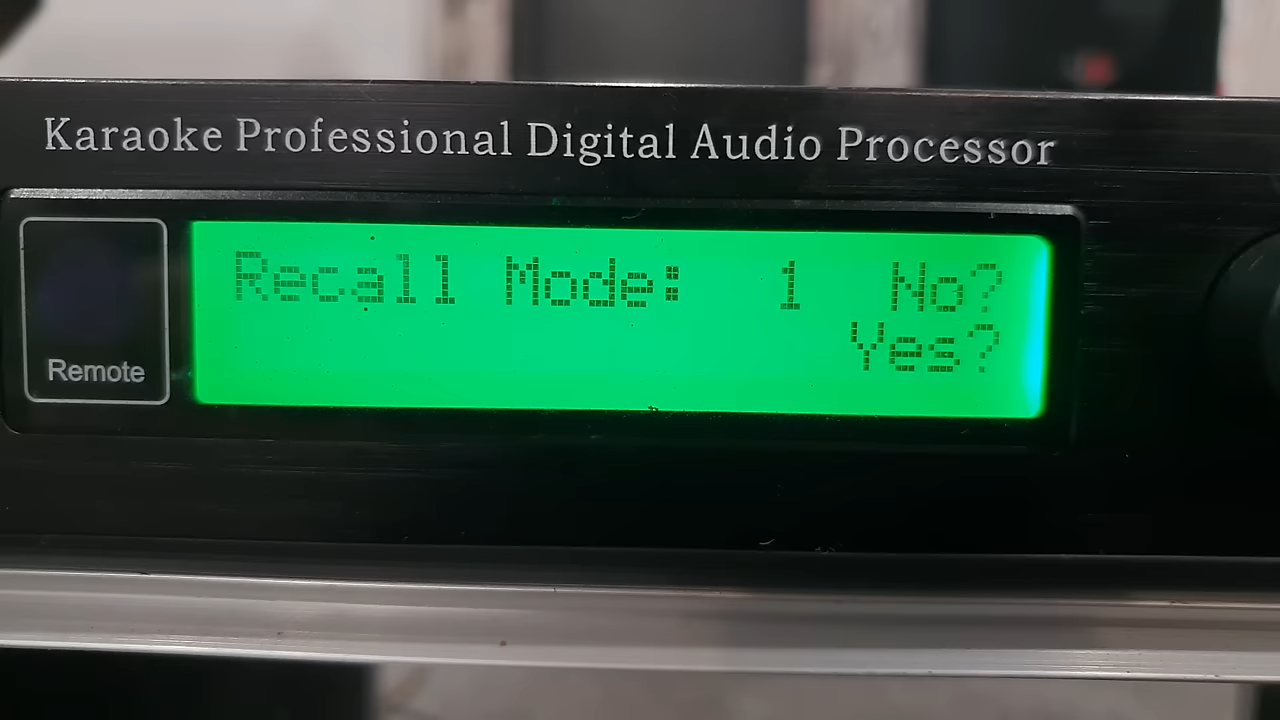 Karaoke Professional Digital Audio Processor
Recall Mode: 1 No?
Yes?
Remote